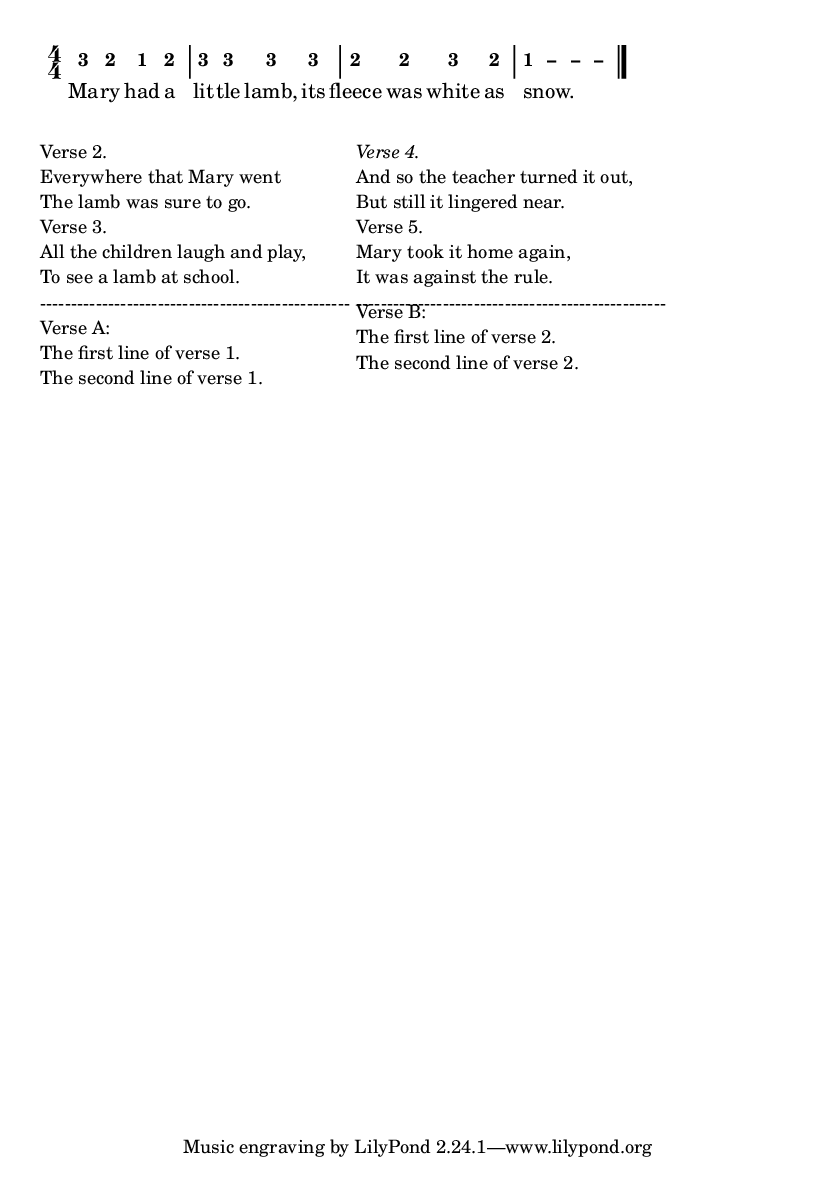 4
4 3 2 1 2 | 3 3 3 3 | 2 2 3 2 | 1 – – –
Mary had a little lamb, its fleece was white as snow.
Verse 2.
Everywhere that Mary went
The lamb was sure to go.
Verse 3.
All the children laugh and play,
To see a lamb at school.
--------------------------------------------------
Verse A:
The first line of verse 1.
The second line of verse 1.
Verse 4.
And so the teacher turned it out,
But still it lingered near.
Verse 5.
Mary took it home again,
It was against the rule.
--------------------------------------------------
Verse B:
The first line of verse 2.
The second line of verse 2.
Music engraving by LilyPond 2.24.1—www.lilypond.org